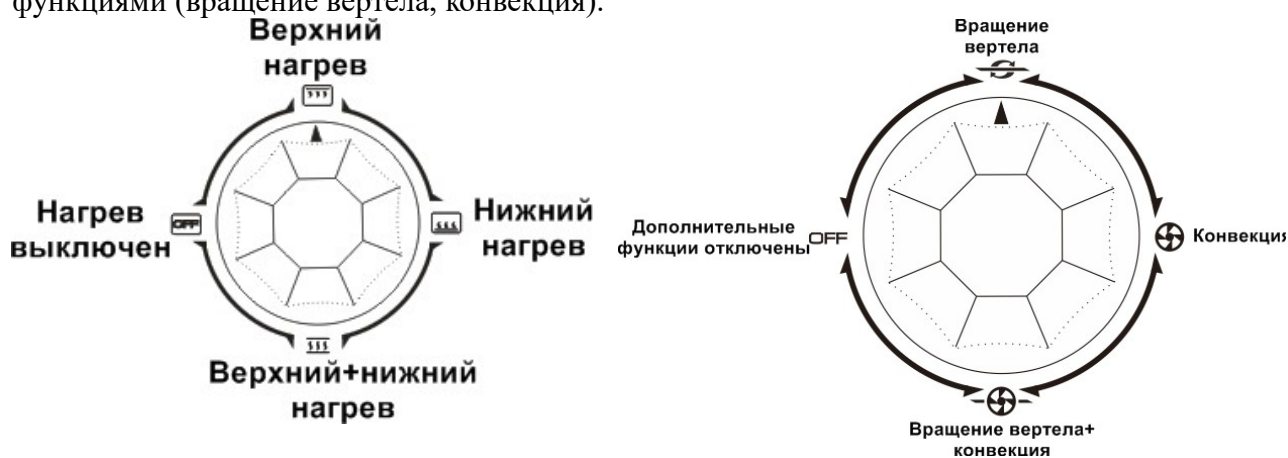 функциями (вращение вертела, конвекция).
Верхний
нагрев
Нагрев
выключен
OFF
Нижний
нагрев
Верхний+нижний
нагрев
Вращение
вертела
Дополнительные
функции отключены
OFF
Конвекция
Вращение вертела+
конвекция